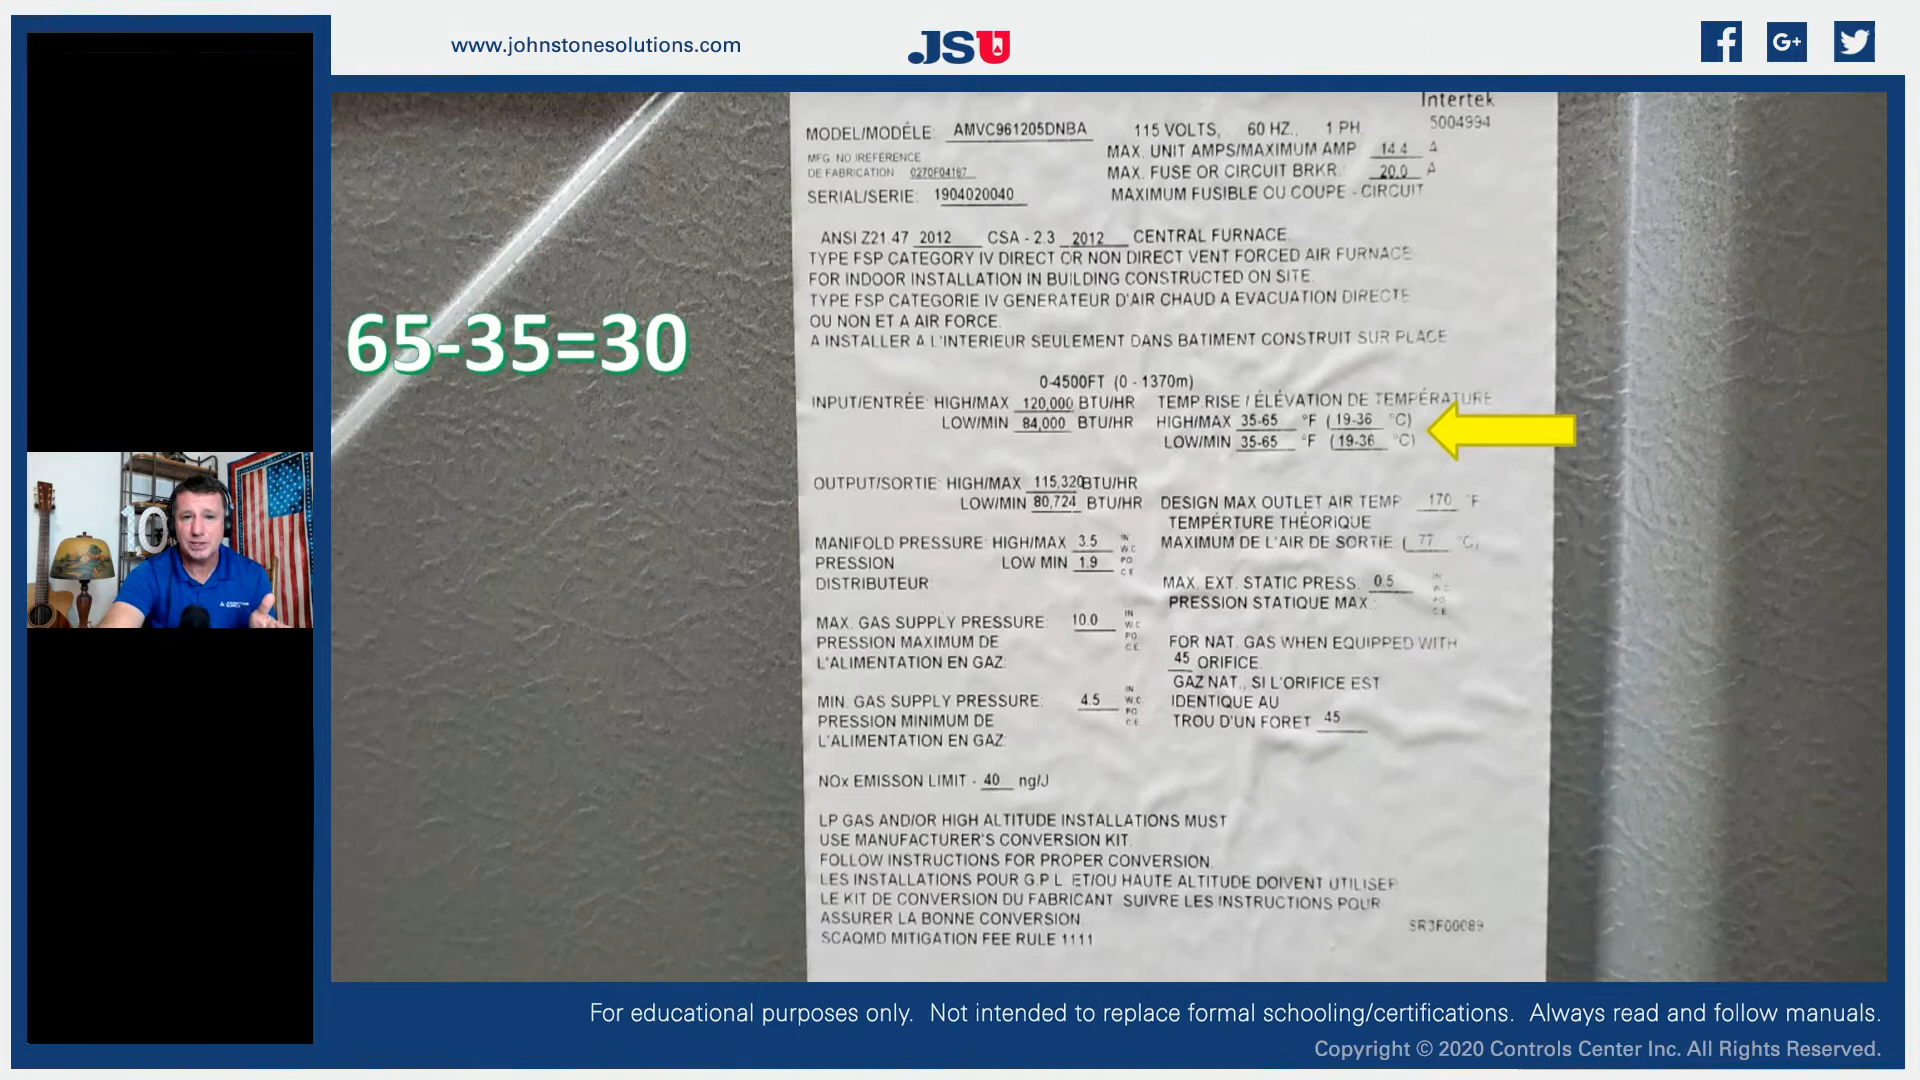 www.johnstonesolutions.com
JSU
G+
65-35=30
Intertek
5004994
MODEL/MODÉLE: AMVC961205DNBA 115 VOLTS, 60 HZ., 1 PH
MFG. NO /REFERENCE
DE FABRICATION 0270F04167
MAX. UNIT AMPS/MAXIMUM AMP 14.4 A
MAX. FUSE OR CIRCUIT BRKR. 20.0 A
SERIAL/SERIE: 1904020040 MAXIMUM FUSIBLE OU COUPE - CIRCUIT
ANSI Z21.47 2012 CSA - 2.3 2012 CENTRAL FURNACE.
TYPE FSP CATEGORY IV DIRECT OR NON DIRECT VENT FORCED AIR FURNACE
FOR INDOOR INSTALLATION IN BUILDING CONSTRUCTED ON SITE.
TYPE FSP CATEGORIE IV GENERATEUR D'AIR CHAUD A EVACUATION DIRECTE
OU NON ET A AIR FORCE.
A INSTALLER A L'INTERIEUR SEULEMENT DANS BATIMENT CONSTRUIT SUR PLACE
0-4500FT (0 - 1370m)
INPUT/ENTRÉE: HIGH/MAX 120,000 BTU/HR TEMP.RISE / ÉLÉVATION DE TEMPÉRATURE
LOW/MIN 84,000 BTU/HR HIGH/MAX 35-65 °F (19-36 °C)
LOW/MIN 35-65 °F (19-36 °C)
OUTPUT/SORTIE: HIGH/MAX 115,320 BTU/HR
LOW/MIN 80,724 BTU/HR DESIGN MAX OUTLET AIR TEMP 170 °F
TEMPÉRTURE THÉORIQUE
MANIFOLD PRESSURE: HIGH/MAX 3.5 IN W.C MAXIMUM DE L'AIR DE SORTIE (77 °C)
PRESSION LOW MIN 1.9 PO C.E
DISTRIBUTEUR:
MAX. EXT. STATIC PRESS. 0.5 IN W.C
PRESSION STATIQUE MAX.: PO C.E
MAX. GAS SUPPLY PRESSURE: 10.0 IN W.C
PRESSION MAXIMUM DE PO C.E
L'ALIMENTATION EN GAZ:
FOR NAT. GAS WHEN EQUIPPED WITH
45 ORIFICE.
GAZ NAT., SI L'ORIFICE EST
IDENTIQUE AU
TROU D'UN FORET 45
MIN. GAS SUPPLY PRESSURE: 4.5 IN W.C
PRESSION MINIMUM DE PO C.E
L'ALIMENTATION EN GAZ:
NOx EMISSON LIMIT - 40 ng/J
LP GAS AND/OR HIGH ALTITUDE INSTALLATIONS MUST
USE MANUFACTURER'S CONVERSION KIT.
FOLLOW INSTRUCTIONS FOR PROPER CONVERSION.
LES INSTALLATIONS POUR G.P.L. ET/OU HAUTE ALTITUDE DOIVENT UTILISER
LE KIT DE CONVERSION DU FABRICANT SUIVRE LES INSTRUCTIONS POUR
ASSURER LA BONNE CONVERSION.
SCAQMD MITIGATION FEE RULE 1111
SR3F00089
For educational purposes only. Not intended to replace formal schooling/certifications. Always read and follow manuals.
Copyright © 2020 Controls Center Inc. All Rights Reserved.